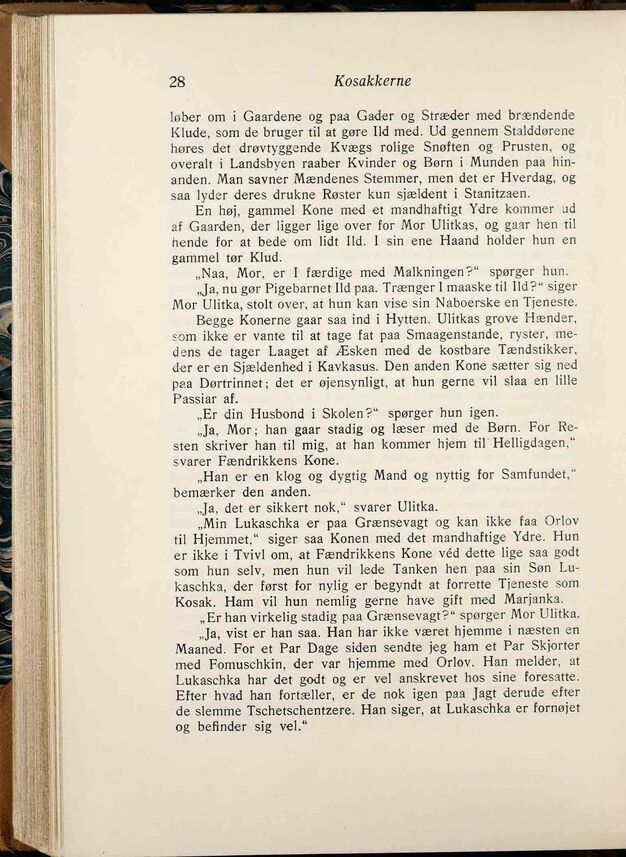 28 Kosakkerne
løber om i Gaardene og paa Gader og Stræder med brændende
Klude, som de bruger til at gøre Ild med. Ud gennem Stalddørene
høres det drøvtyggende Kvægs rolige Snøften og Prusten, og
overalt i Landsbyen raaber Kvinder og Børn i Munden paa hin-
anden. Man savner Mændenes Stemmer, men det er Hverdag, og
saa lyder deres drukne Røster kun sjældent i Stanitzaen.
En høj, gammel Kone med et mandhaftigt Ydre kommer ud
af Gaarden, der ligger lige over for Mor Ulitkas, og gaar hen til
hende for at bede om lidt Ild. I sin ene Haand holder hun en
gammel tør Klud.
„Naa, Mor, er I færdige med Malkningen?“ spørger hun.
„Ja, nu gør Pigebarnet Ild paa. Trænger I maaske til Ild?“ siger
Mor Ulitka, stolt over, at hun kan vise sin Naboerske en Tjeneste.
Begge Konerne gaar saa ind i Hytten. Ulitkas grove Hænder,
som ikke er vante til at tage fat paa Smaagenstande, ryster, me-
dens de tager Laaget af Æsken med de kostbare Tændstikker,
der er en Sjældenhed i Kavkasus. Den anden Kone sætter sig ned
paa Dørtrinnet; det er øjensynligt, at hun gerne vil slaa en lille
Passiar af.
„Er din Husbond i Skolen?“ spørger hun igen.
„Ja, Mor; han gaar stadig og læser med de Børn. For Re-
sten skriver han til mig, at han kommer hjem til Helligdagen,“
svarer Fændrikkens Kone.
„Han er en klog og dygtig Mand og nyttig for Samfundet,“
bemærker den anden.
„Ja, det er sikkert nok,“ svarer Ulitka.
„Min Lukaschka er paa Grænsevagt og kan ikke faa Orlov
til Hjemmet,“ siger saa Konen med det mandhaftige Ydre. Hun
er ikke i Tvivl om, at Fændrikkens Kone véd dette lige saa godt
som hun selv, men hun vil lede Tanken hen paa sin Søn Lu-
kaschka, der først for nylig er begyndt at forrette Tjeneste som
Kosak. Ham vil hun nemlig gerne have gift med Marjanka.
„Er han virkelig stadig paa Grænsevagt?“ spørger Mor Ulitka.
„Ja, vist er han saa. Han har ikke været hjemme i næsten en
Maaned. For et Par Dage siden sendte jeg ham et Par Skjorter
med Fomuschkin, der var hjemme med Orlov. Han melder, at
Lukaschka har det godt og er vel anskrevet hos sine foresatte.
Efter hvad han fortæller, er de nok igen paa Jagt derude efter
de slemme Tschetschentzere. Han siger, at Lukaschka er fornøjet
og befinder sig vel.“